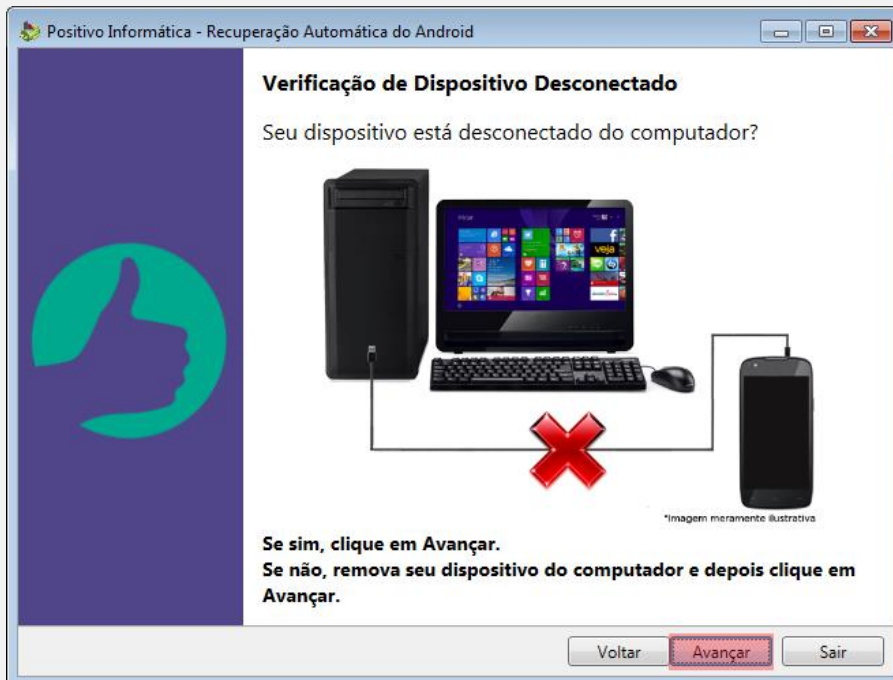 Positivo Informática - Recuperação Automática do Android
Verificação de Dispositivo Desconectado
Seu dispositivo está desconectado do computador?
veja
*Imagem meramente ilustrativa
Se sim, clique em Avançar.
Se não, remova seu dispositivo do computador e depois clique em
Avançar.
Voltar
Avançar
Sair